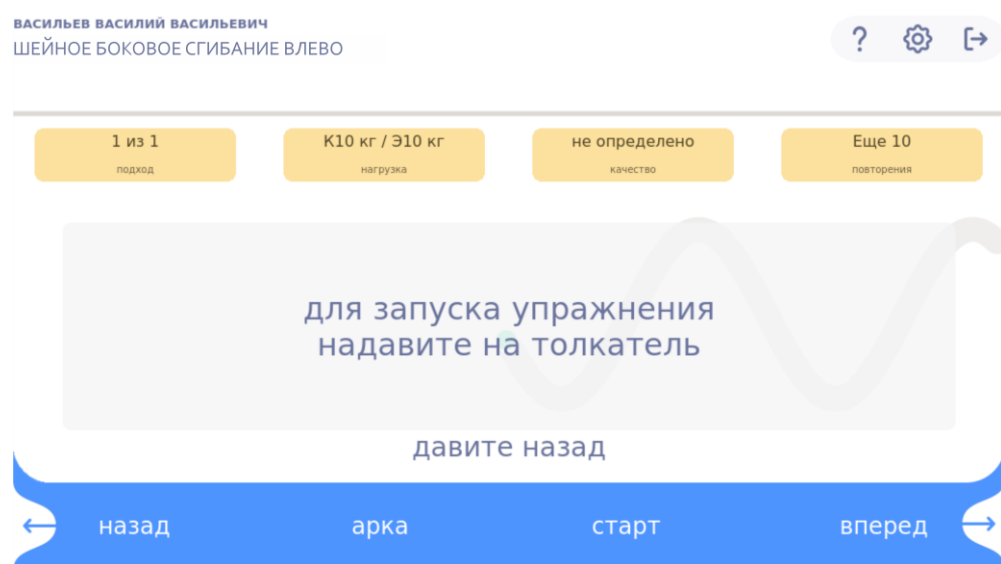 ВАСИЛЬЕВ ВАСИЛИЙ ВАСИЛЬЕВИЧ
ШЕЙНОЕ БОКОВОЕ СГИБАНИЕ ВЛЕВО
?
1 из 1
подход
К10 кг / Э10 кг
нагрузка
не определено
качество
Еще 10
повторения
для запуска упражнения
надавите на толкатель
давите назад
назад арка старт вперед